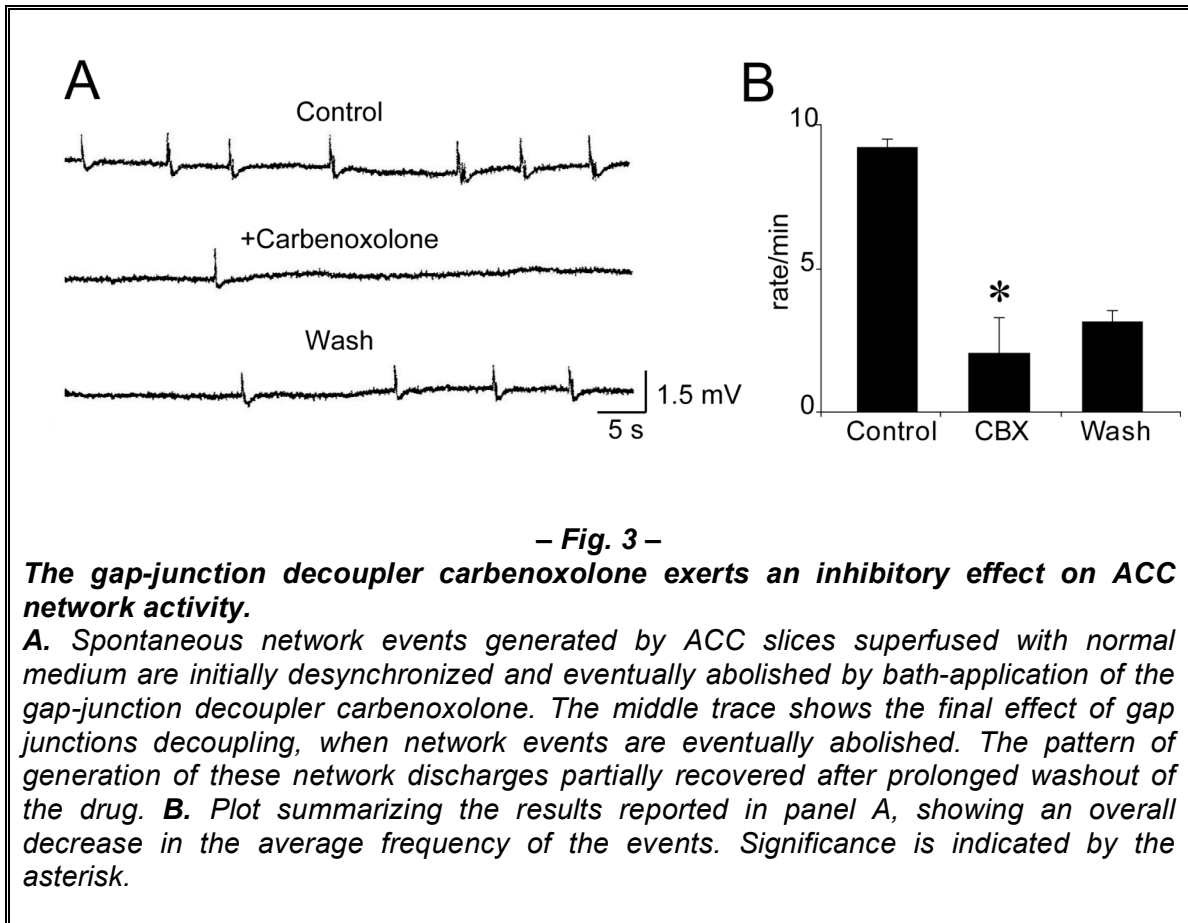 A
Control
+Carbenoxolone
Wash
1.5 mV
5 s
B
10
rate/min
5
*
0
Control CBX Wash
– Fig. 3 –
The gap-junction decoupler carbenoxolone exerts an inhibitory effect on ACC
network activity.
A. Spontaneous network events generated by ACC slices superfused with normal
medium are initially desynchronized and eventually abolished by bath-application of the
gap-junction decoupler carbenoxolone. The middle trace shows the final effect of gap
junctions decoupling, when network events are eventually abolished. The pattern of
generation of these network discharges partially recovered after prolonged washout of
the drug. B. Plot summarizing the results reported in panel A, showing an overall
decrease in the average frequency of the events. Significance is indicated by the
asterisk.